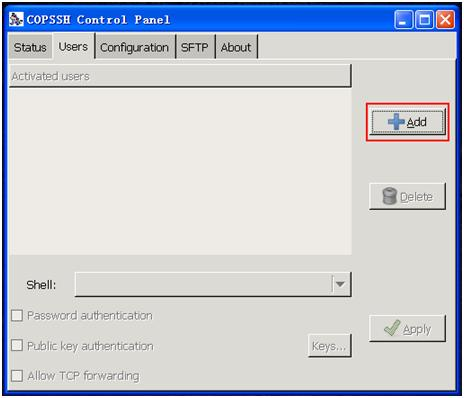 COPSSH Control Panel
Status Users Configuration SFTP About
Activated users
Add
Delete
Shell:
Password authentication
Apply
Public key authentication
Keys...
Allow TCP forwarding